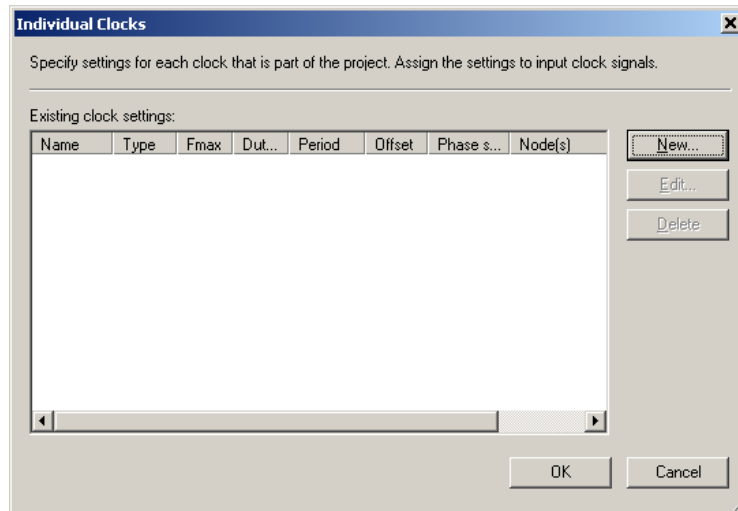 Individual Clocks
Specify settings for each clock that is part of the project. Assign the settings to input clock signals.
Existing clock settings:
Name Type Fmax Dut... Period Offset Phase s... Node(s)
New...
Edit...
Delete
OK Cancel